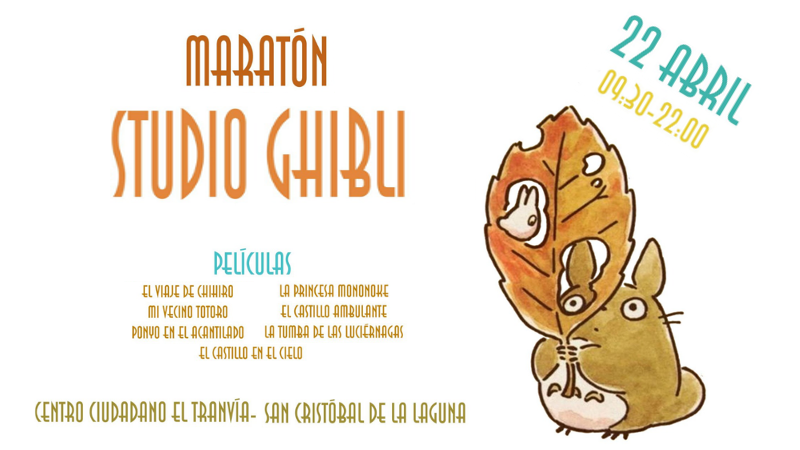 MARATÓN
STUDIO GHIBLI
22 ABRIL
09:30-22:00
PELÍCULAS
EL VIAJE DE CHIHIRO
LA PRINCESA MONONOKE
MI VECINO TOTORO
EL CASTILLO AMBULANTE
PONYO EN EL ACANTILADO
LA TUMBA DE LAS LUCIÉRNAGAS
EL CASTILLO EN EL CIELO
CENTRO CIUDADANO EL TRANVÍA- SAN CRISTÓBAL DE LA LAGUNA